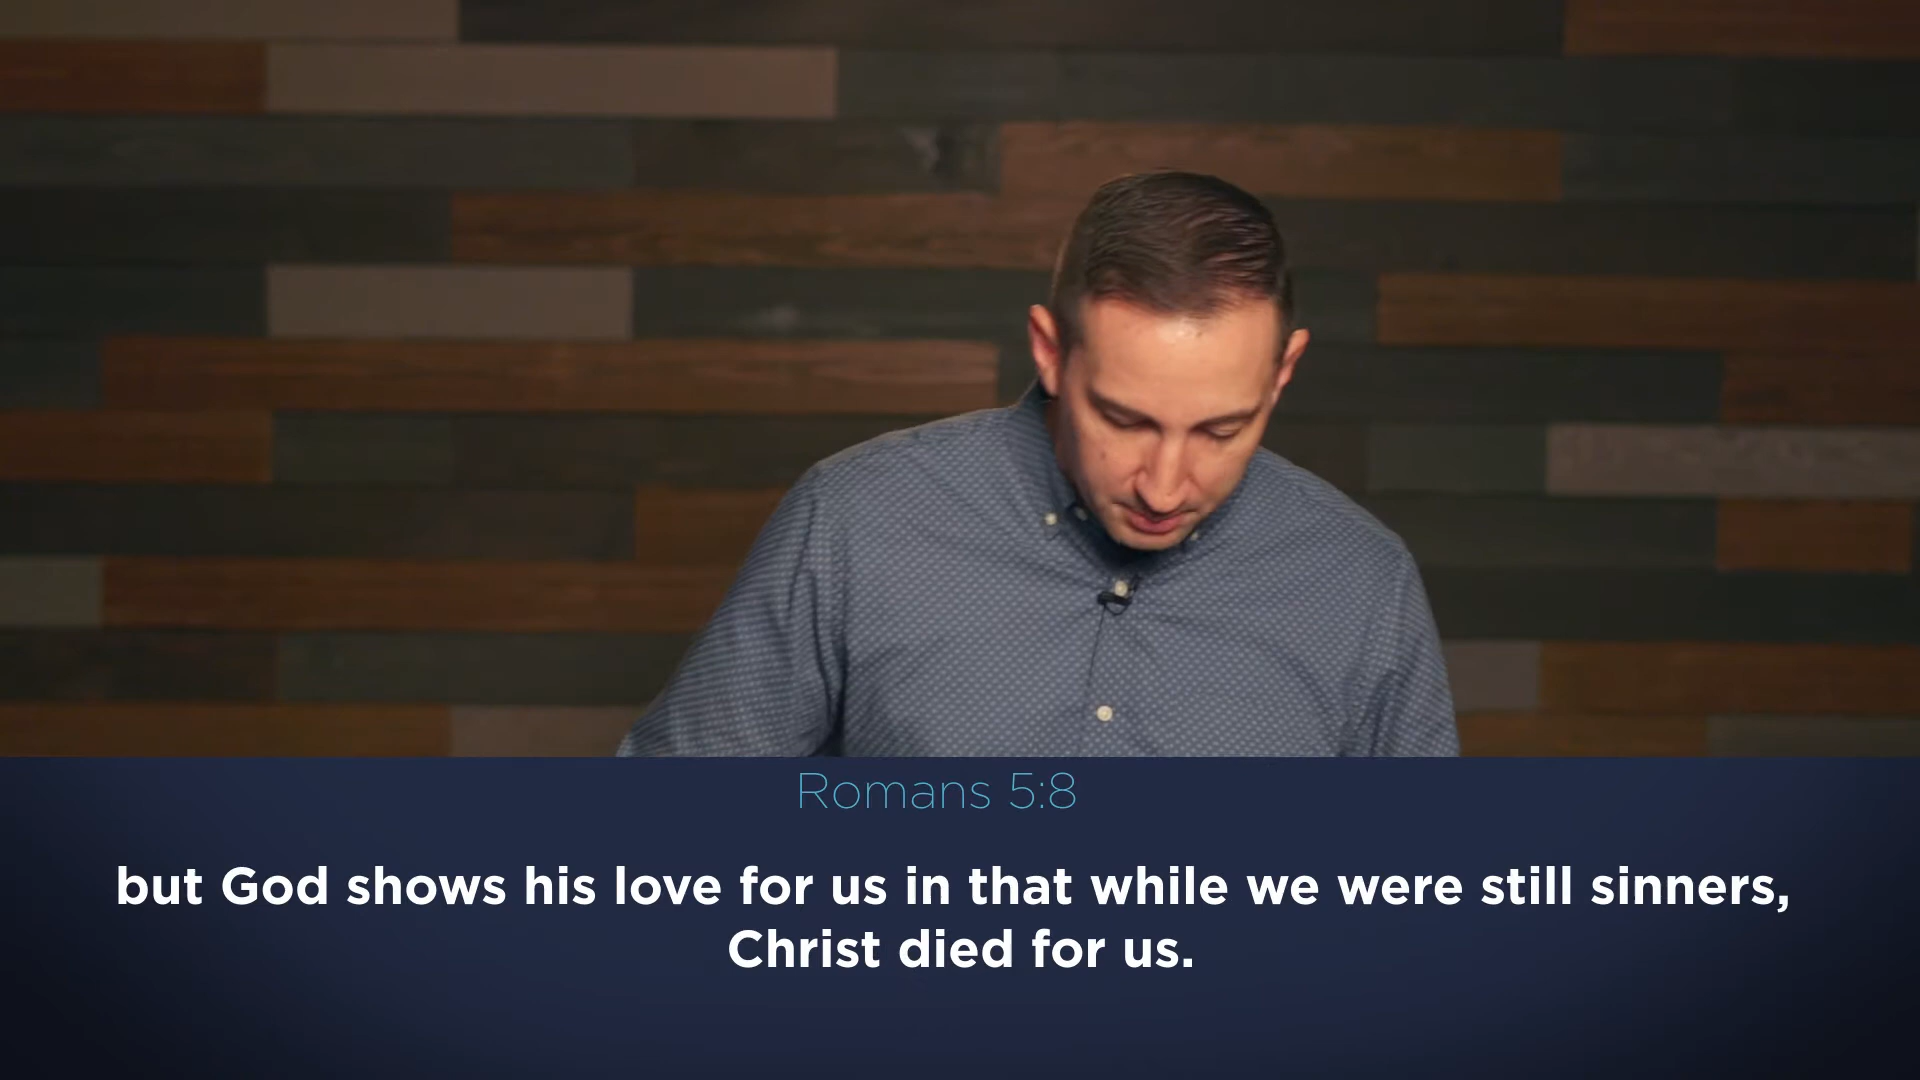 Romans 5:8
but God shows his love for us in that while we were still sinners,
Christ died for us.